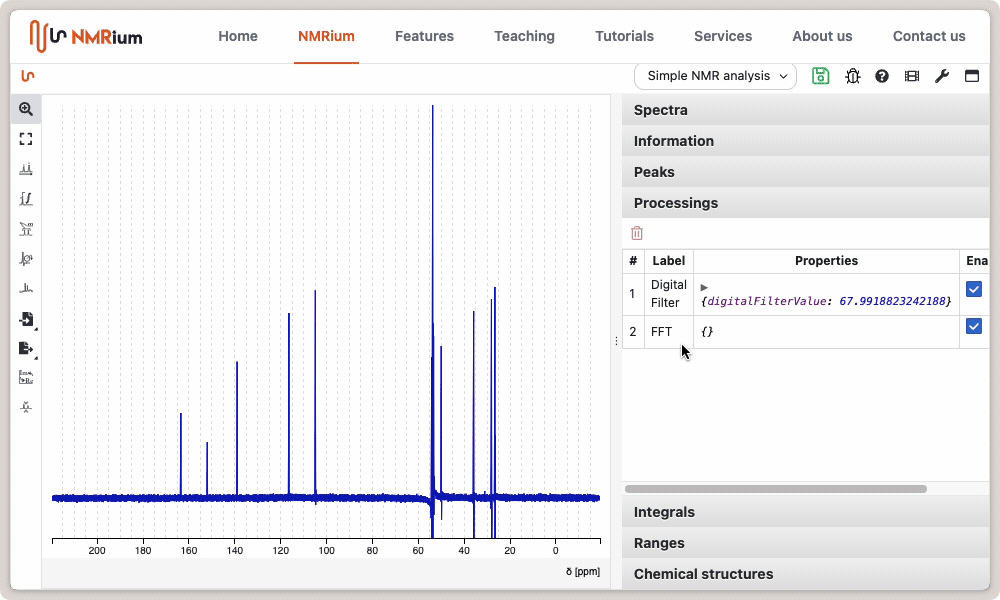 NMRium
Home NMRium Features Teaching Tutorials Services About us Contact us
Simple NMR analysis
Spectra
Information
Peaks
Processings
# Label Properties Ena
1 Digital Filter ▶ {digitalFilterValue: 67.9918823242188}
2 FFT {}
Integrals
Ranges
Chemical structures
200 180 160 140 120 100 80 60 40 20 0
δ [ppm]